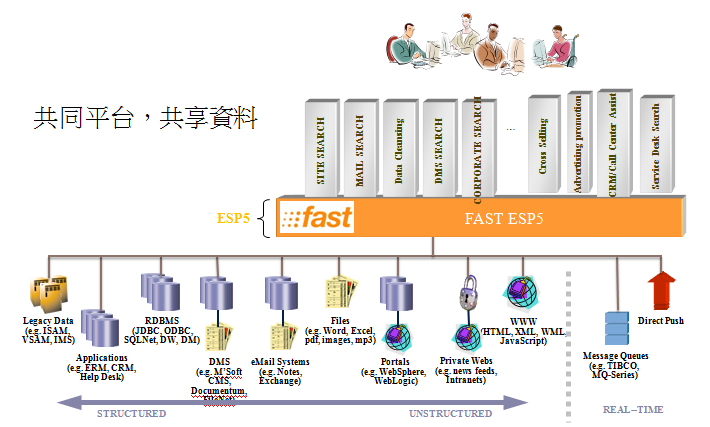 共同平台，共享資料
SITE SEARCH
MAIL SEARCH
Data Cleansing
DMS SEARCH
CORPORATE SEARCH
...
Cross Selling
Advertising promotion
CRM/Call Center Assist
Service Desk Search
ESP5
fast
FAST ESP5
Legacy Data
(e.g. ISAM,
VSAM, IMS)
Applications
(e.g. ERM, CRM,
Help Desk)
RDBMS
(JDBC, ODBC,
SQLNet, DW, DM)
DMS
(e.g. M'Soft
CMS,
Documentum,
FileNet)
eMail Systems
(e.g. Notes,
Exchange)
Files
(e.g. Word, Excel,
pdf, images, mp3)
Portals
(e.g. WebSphere,
WebLogic)
Private Webs
(e.g. news feeds,
Intranets)
WWW
(HTML, XML, WML,
JavaScript)
Message Queues
(e.g. TIBCO,
MQ-Series)
Direct Push
STRUCTURED
UNSTRUCTURED
REAL-TIME